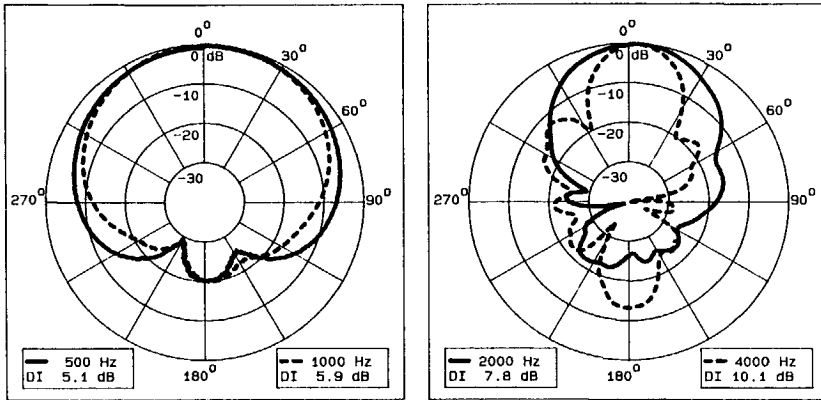 0°
0 dB
30°
-10
60°
-20
-30
270°
90°
500 Hz
DI 5.1 dB
1000 Hz
DI 5.9 dB
180°
0°
0 dB
30°
-10
60°
-20
-30
270°
90°
2000 Hz
DI 7.8 dB
4000 Hz
DI 10.1 dB
180°